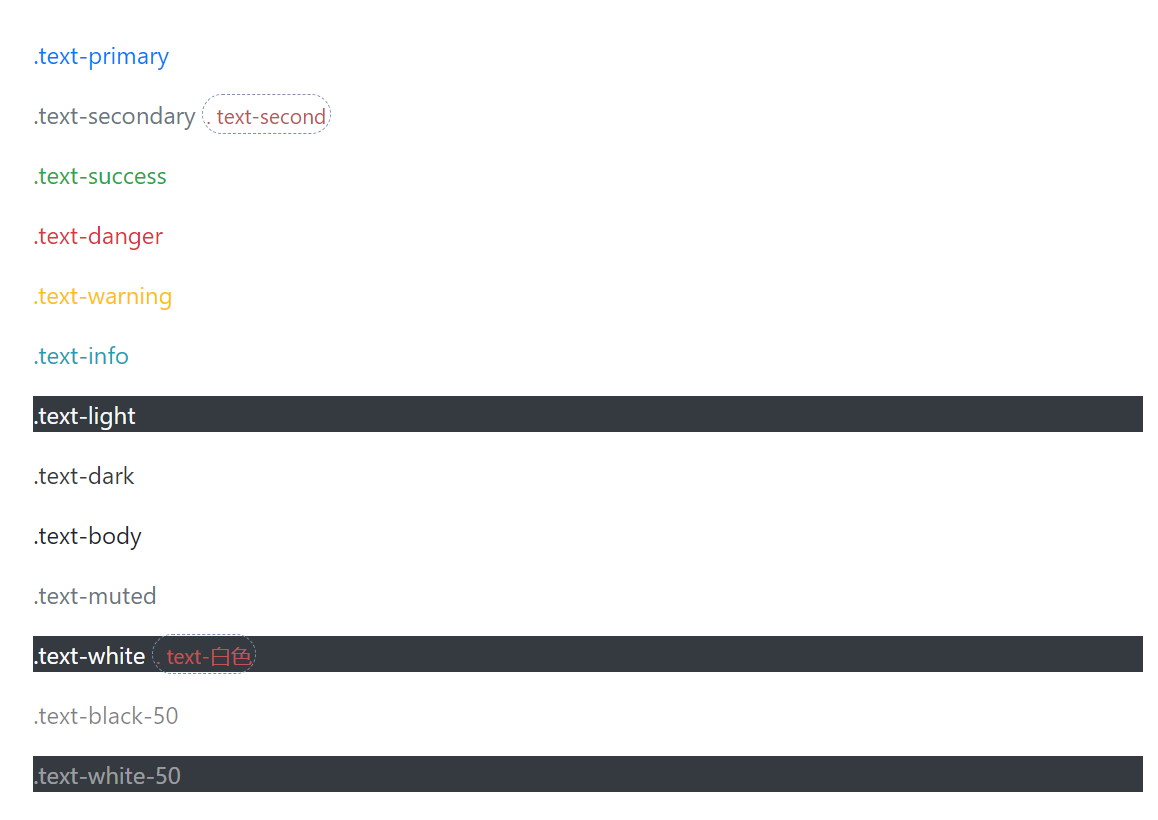 .text-primary
.text-secondary . text-second
.text-success
.text-danger
.text-warning
.text-info
.text-light
.text-dark
.text-body
.text-muted
.text-white . text-白色
.text-black-50
.text-white-50